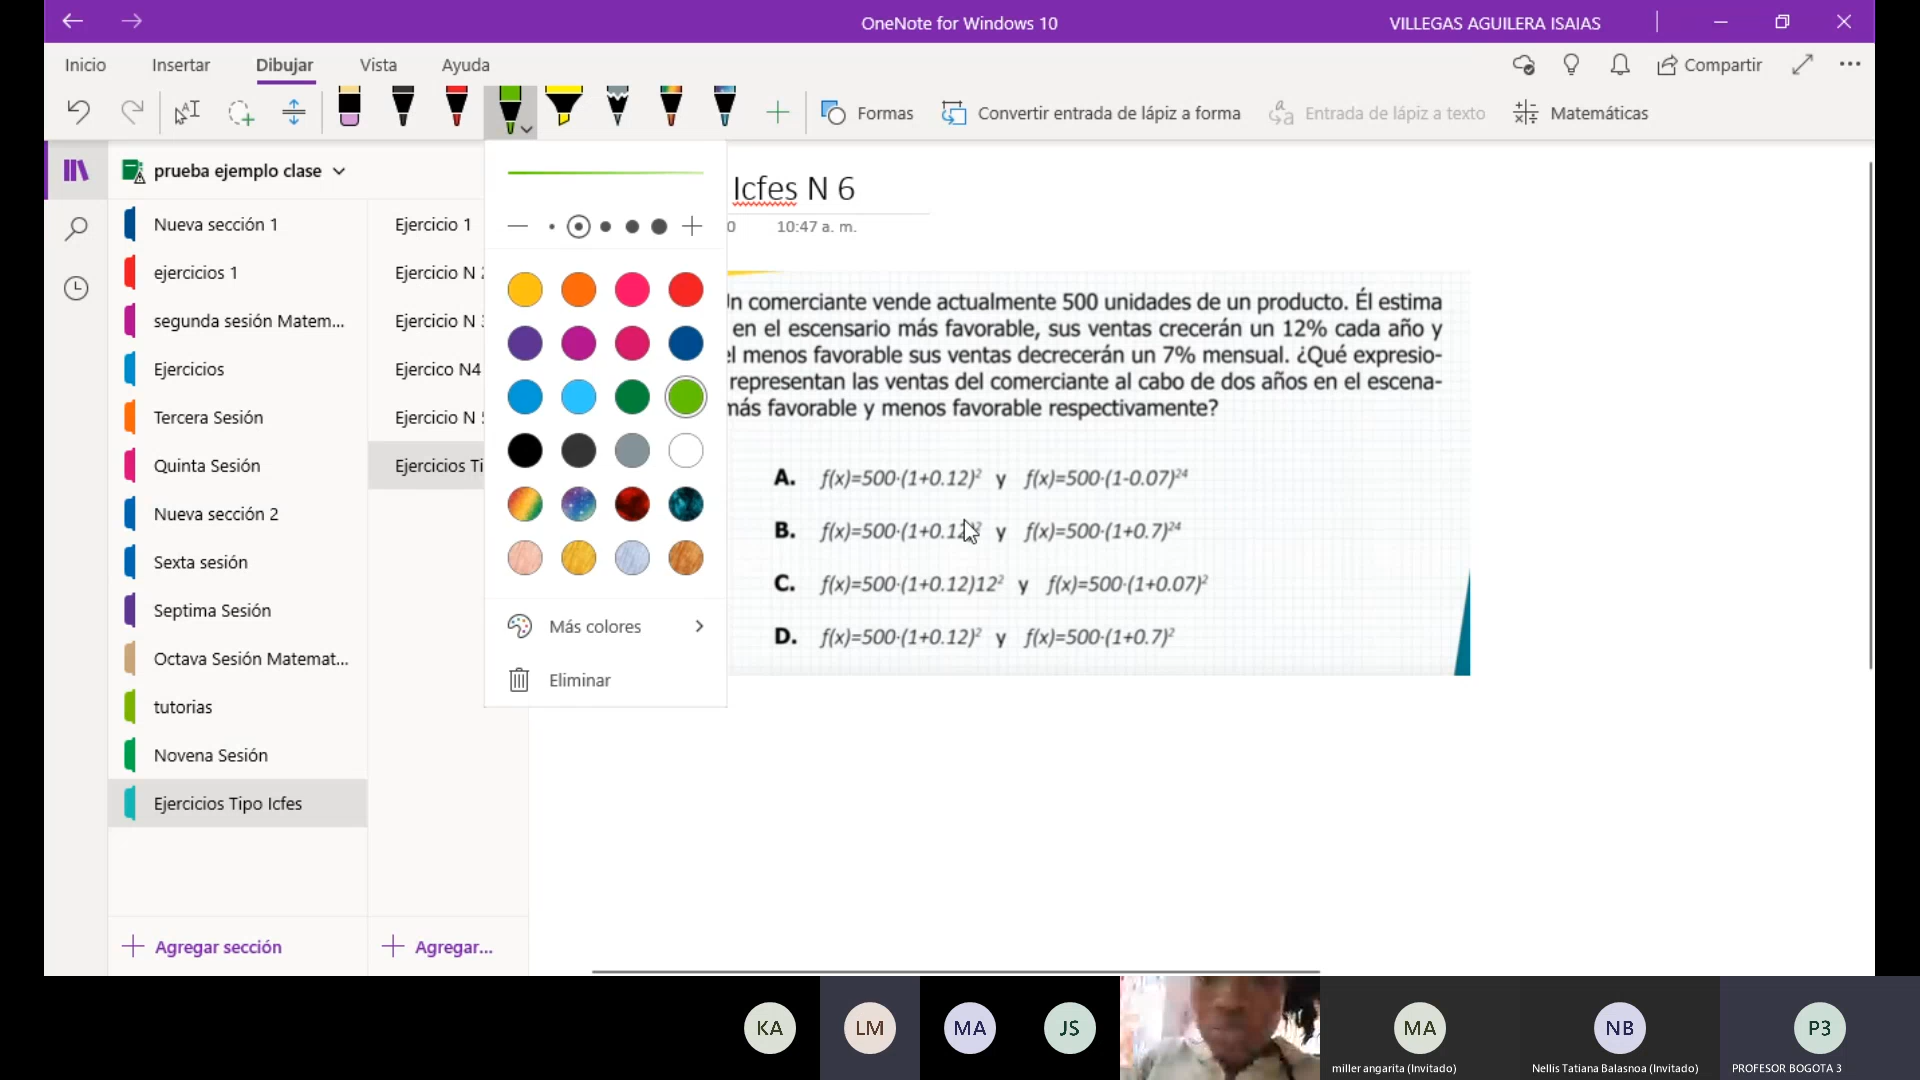 OneNote for Windows 10
VILLEGAS AGUILERA ISAIAS
Inicio
Insertar
Dibujar
Vista
Ayuda
Compartir
Formas
Convertir entrada de lápiz a forma
Entrada de lápiz a texto
Matemáticas
prueba ejemplo clase
Nueva sección 1
ejercicios 1
segunda sesión Matem...
Ejercicios
Tercera Sesión
Quinta Sesión
Nueva sección 2
Sexta sesión
Septima Sesión
Octava Sesión Matemat...
tutorias
Novena Sesión
Ejercicios Tipo Icfes
Agregar sección
Ejercicio 1
Ejercicio N
Ejercicio N
Ejercico N4
Ejercicio N
Ejercicios Ti
Agregar...
Más colores
Eliminar
Icfes N 6
0 10:47 a. m.
n comerciante vende actualmente 500 unidades de un producto. Él estima
en el escensario más favorable, sus ventas crecerán un 12% cada año y
el menos favorable sus ventas decrecerán un 7% mensual. ¿Qué expresio-
representan las ventas del comerciante al cabo de dos años en el escena-
más favorable y menos favorable respectivamente?
A. f(x)=500·(1+0.12)² y f(x)=500·(1-0.07)²⁴
B. f(x)=500·(1+0.12)² y f(x)=500·(1+0.7)²⁴
C. f(x)=500·(1+0.12)12² y f(x)=500·(1+0.07)²
D. f(x)=500·(1+0.12)² y f(x)=500·(1+0.7)²
KA
LM
MA
JS
MA
miller angarita (Invitado)
NB
Nellis Tatiana Balasnoa (Invitado)
P3
PROFESOR BOGOTA 3